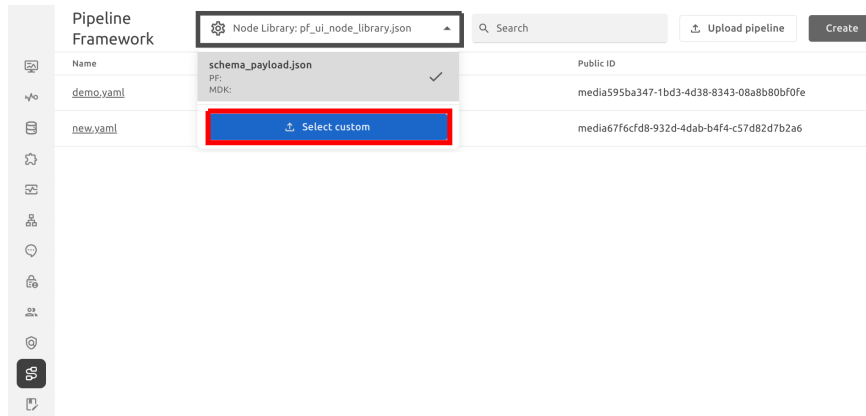 Pipeline
Framework
Node Library: pf_ui_node_library.json
Search
Upload pipeline
Create
Name
Public ID
schema_payload.json
PF:
MDK:
demo.yaml
media595ba347-1bd3-4d38-8343-08a8b80bf0fe
Select custom
new.yaml
media67f6cfd8-932d-4dab-b4f4-c57d82d7b2a6